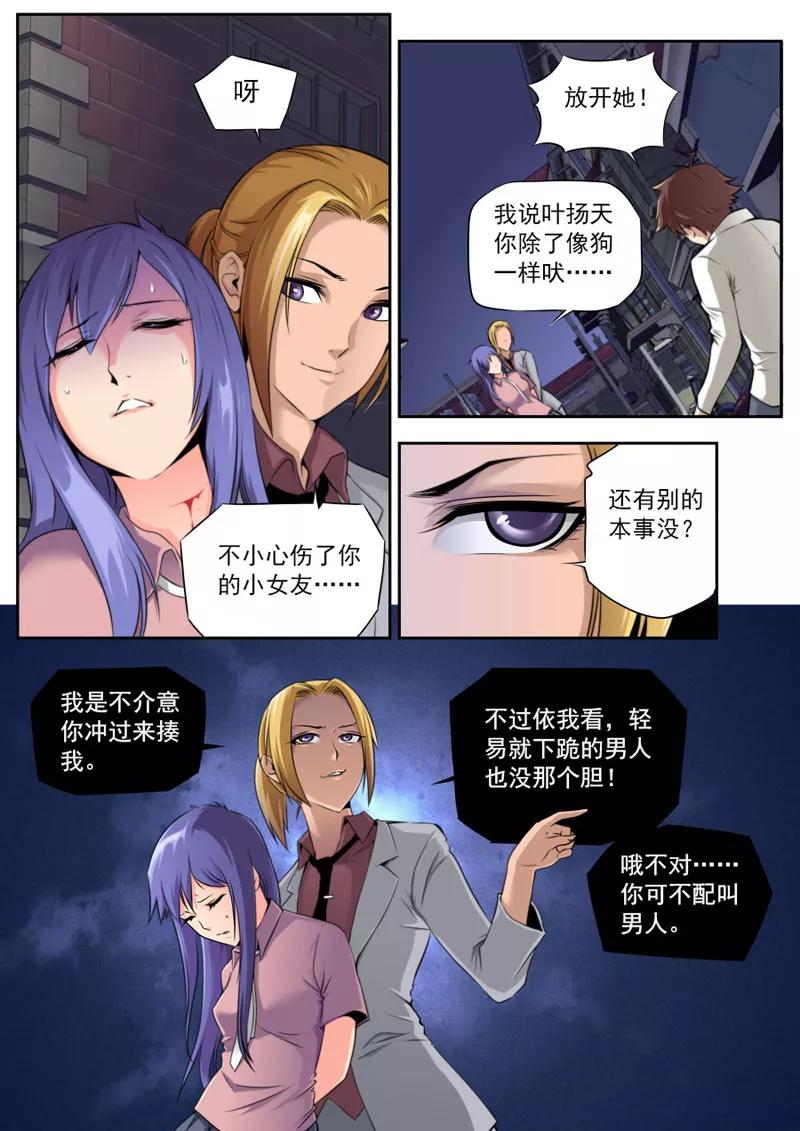 呀
不小心伤了你
的小女友……
放开她！
我说叶扬天
你除了像狗
一样吠……
还有别的
本事没？
我是不介意
你冲过来揍
我。
不过依我看，轻
易就下跪的男人
也没那个胆！
哦不对……
你可不配叫
男人。